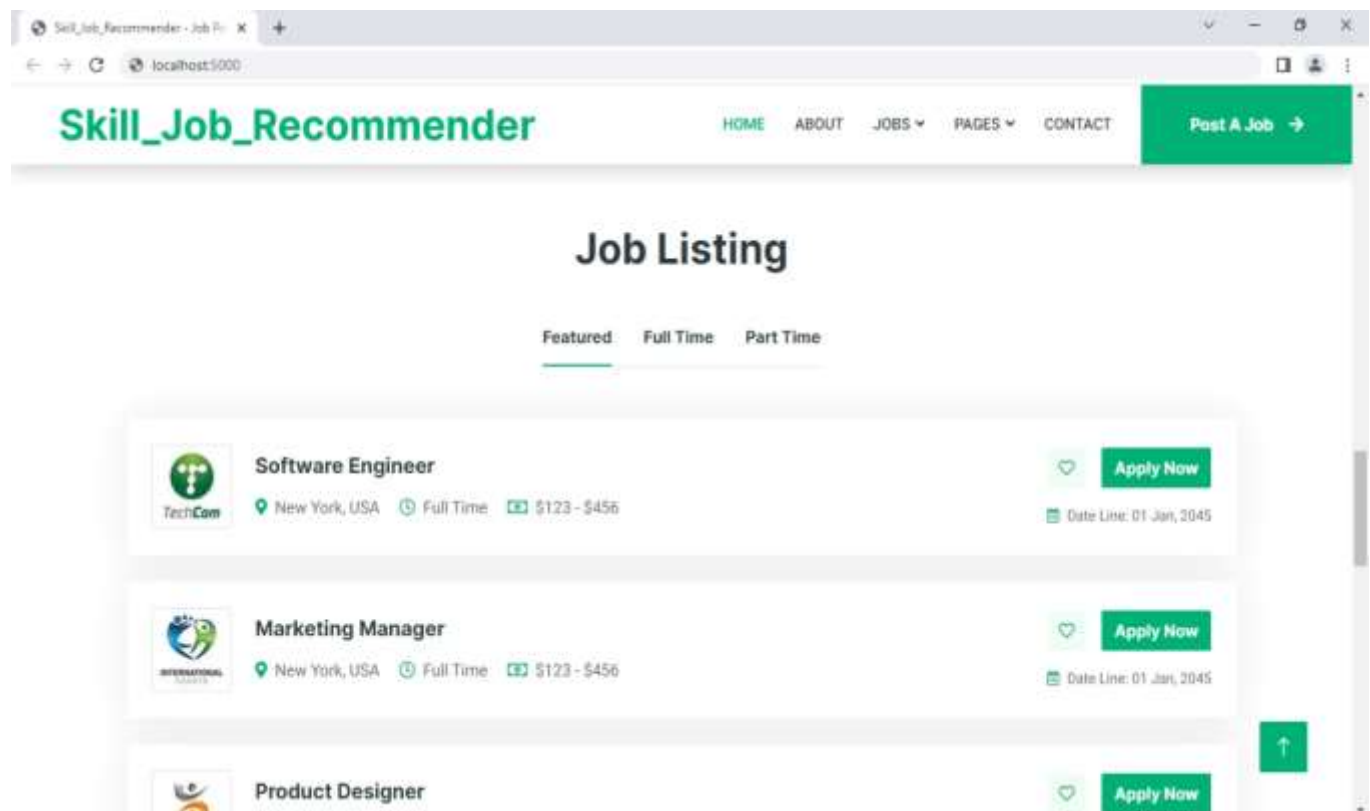 Skill_Job_Recommender - Job P
localhost:5000
Skill_Job_Recommender
HOME ABOUT JOBS PAGES CONTACT Post A Job
Job Listing
Featured Full Time Part Time
Software Engineer
Apply Now
TechCom
New York, USA Full Time $123 - $456
Date Line: 01 Jan, 2045
Marketing Manager
Apply Now
INTERNATIONAL
New York, USA Full Time $123 - $456
Date Line: 01 Jan, 2045
Product Designer
Apply Now